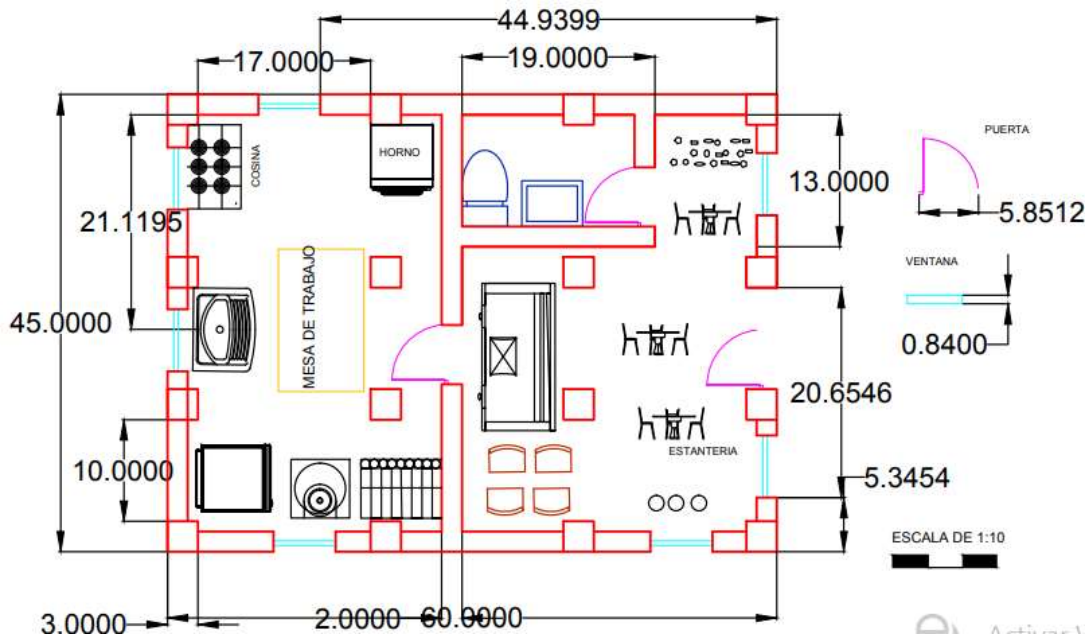 44.9399
17.0000
19.0000
COSINA
HORNO
PUERTA
13.0000
5.8512
21.1195
MESA DE TRABAJO
VENTANA
45.0000
0.8400
20.6546
ESTANTERIA
10.0000
5.3454
ESCALA DE 1:10
3.0000
2.0000
60.0000
Activar